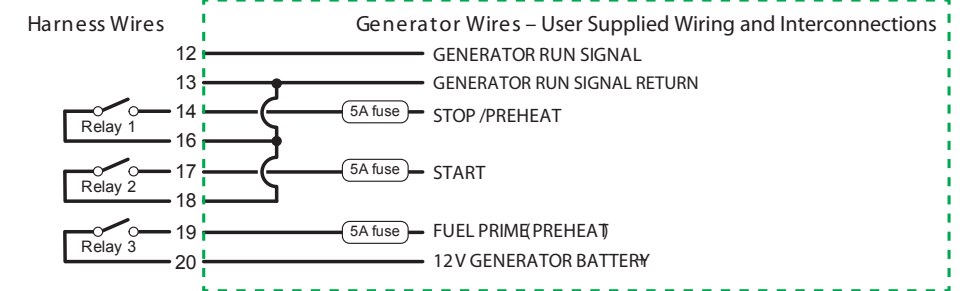 Harness Wires
Generator Wires – User Supplied Wiring and Interconnections
12 GENERATOR RUN SIGNAL
13 GENERATOR RUN SIGNAL RETURN
14 5A fuse STOP /PREHEAT
Relay 1
16
17 5A fuse START
Relay 2
18
19 5A fuse FUEL PRIME(PREHEAT)
Relay 3
20 12V GENERATOR BATTERY+